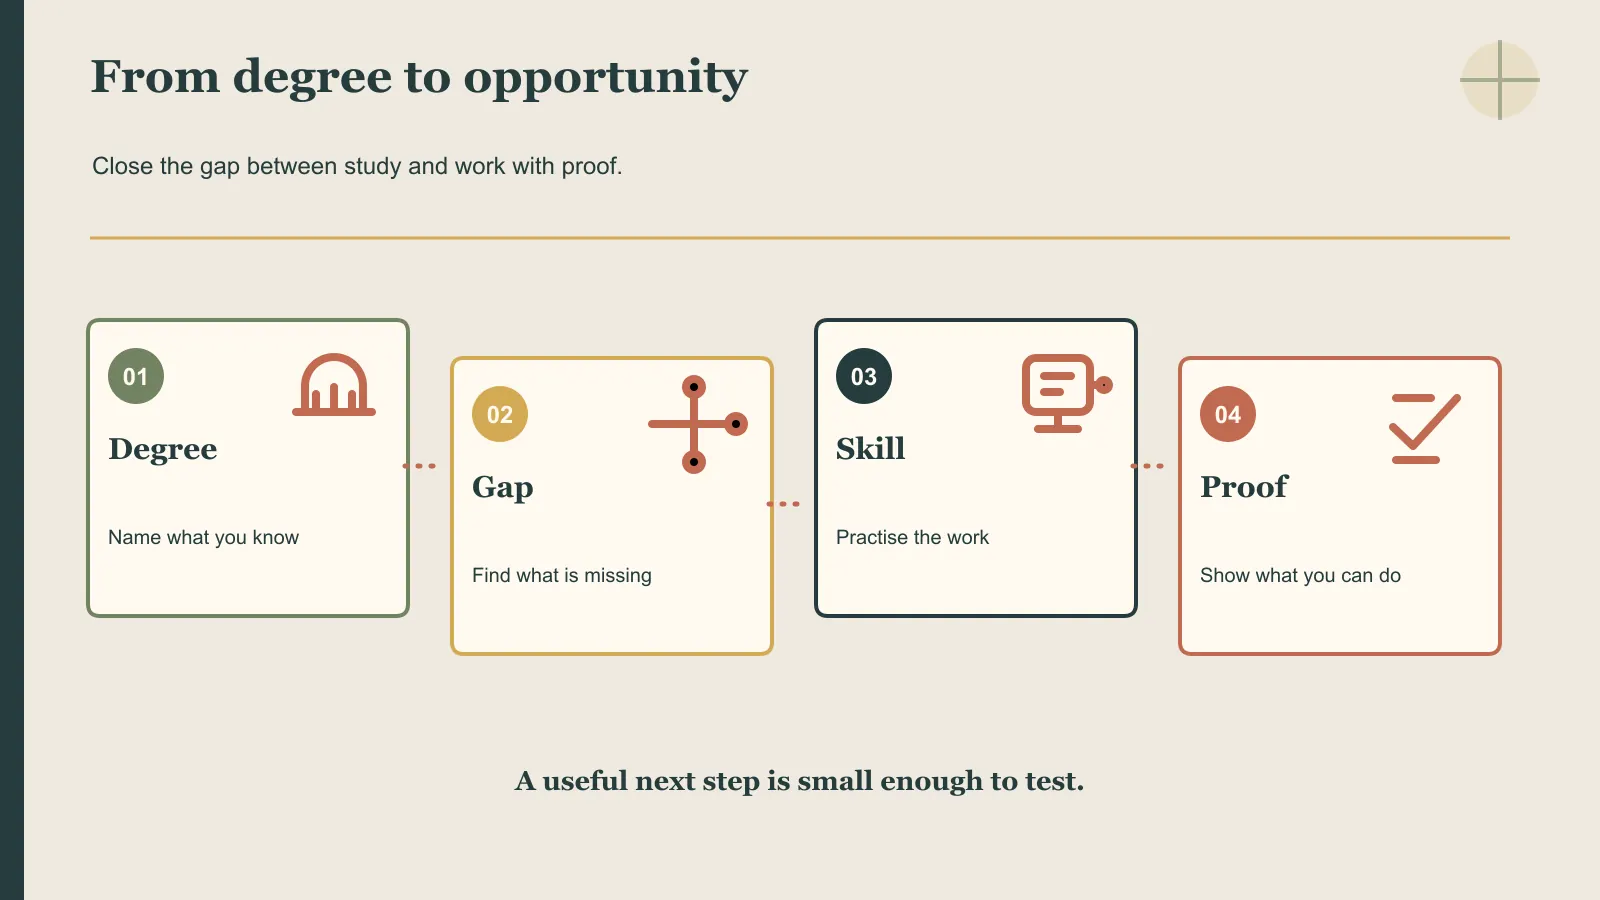 From degree to opportunity
Close the gap between study and work with proof.
01
Degree
Name what you know
02
Gap
Find what is missing
03
Skill
Practise the work
04
Proof
Show what you can do
A useful next step is small enough to test.